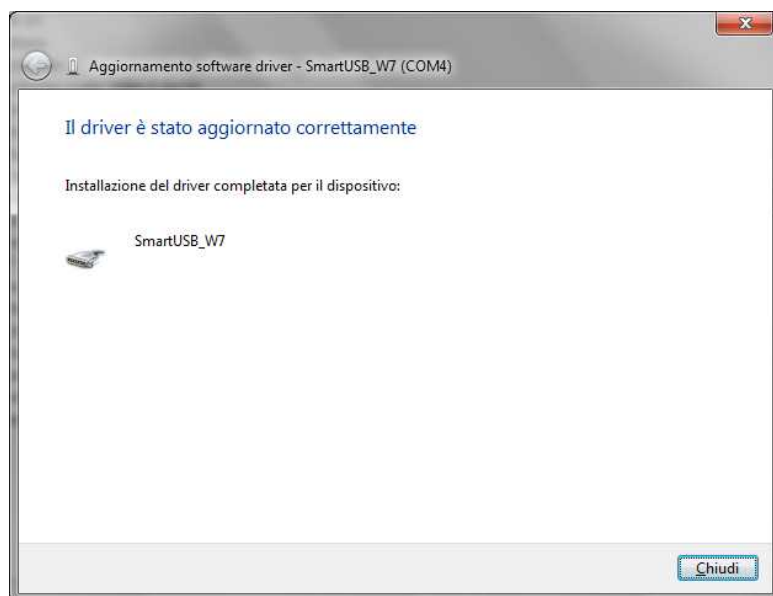 Aggiornamento software driver - SmartUSB_W7 (COM4)
Il driver è stato aggiornato correttamente
Installazione del driver completata per il dispositivo:
SmartUSB_W7
Chiudi